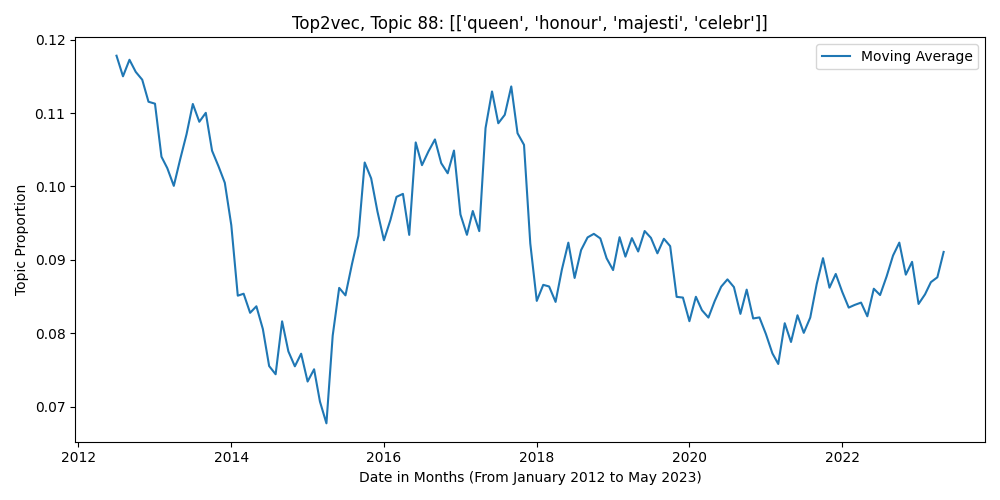 Top2vec, Topic 88: [['queen', 'honour', 'majesti', 'celebr']]
Moving Average
Topic Proportion
0.12
0.11
0.10
0.09
0.08
0.07
2012 2014 2016 2018 2020 2022
Date in Months (From January 2012 to May 2023)